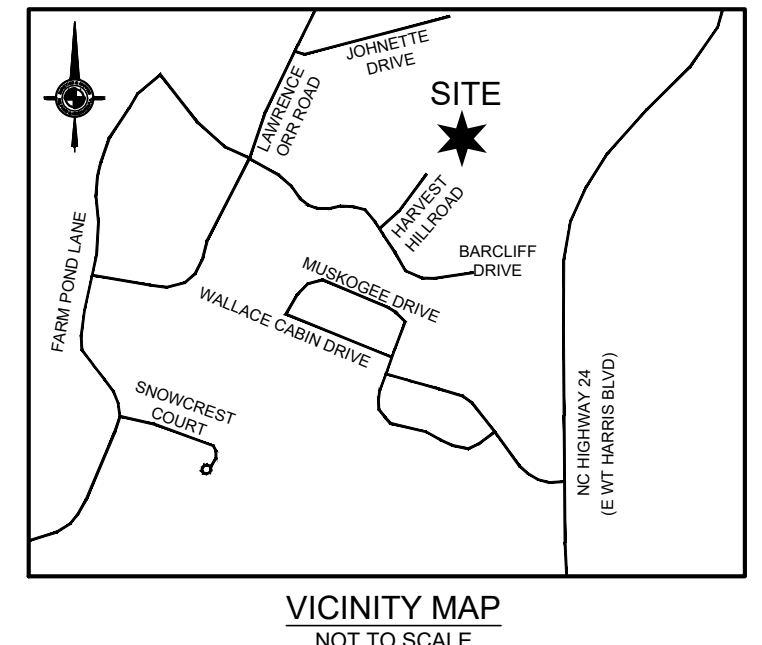 JOHNETTE
DRIVE
LAWRENCE
ORR ROAD
SITE
HARVEST
HILLROAD
BARCLIFF
DRIVE
FARM POND LANE
MUSKOGEE DRIVE
WALLACE CABIN DRIVE
SNOWCREST
COURT
NC HIGHWAY 24
(E WT HARRIS BLVD)
VICINITY MAP
NOT TO SCALE